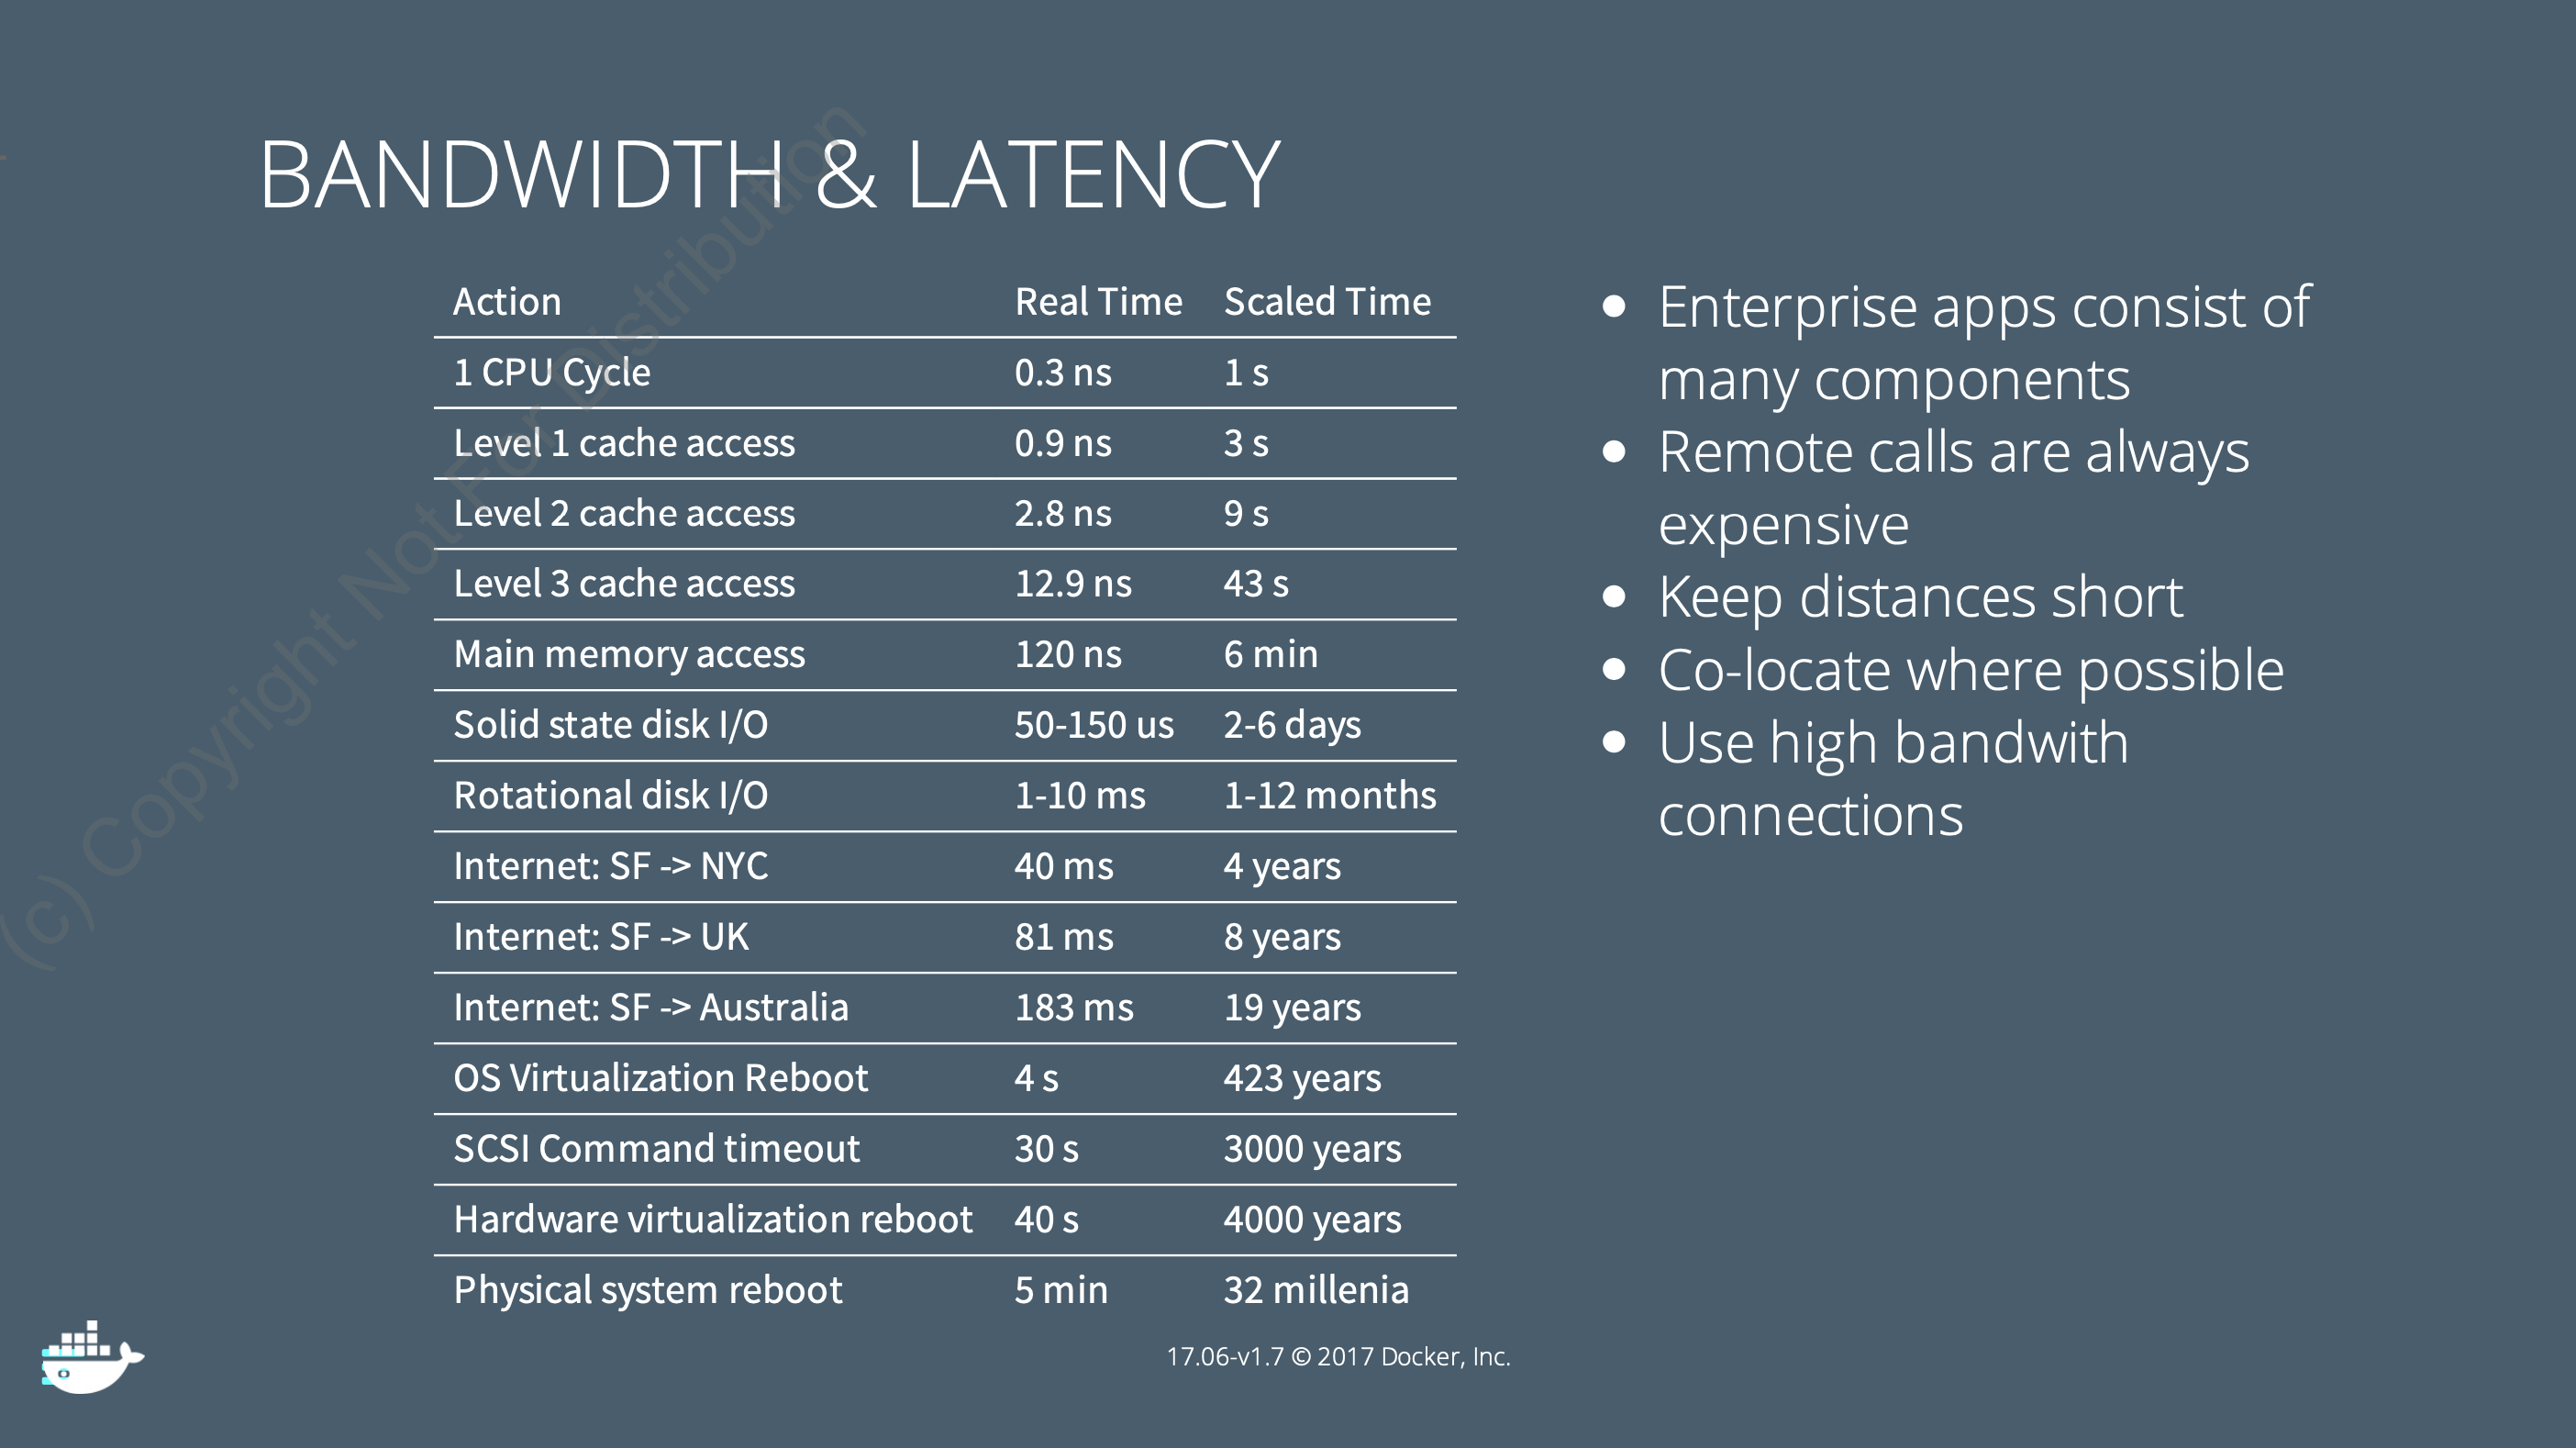 BANDWIDTH & LATENCY
Action Real Time Scaled Time
1 CPU Cycle 0.3 ns 1 s
Level 1 cache access 0.9 ns 3 s
Level 2 cache access 2.8 ns 9 s
Level 3 cache access 12.9 ns 43 s
Main memory access 120 ns 6 min
Solid state disk I/O 50-150 us 2-6 days
Rotational disk I/O 1-10 ms 1-12 months
Internet: SF -> NYC 40 ms 4 years
Internet: SF -> UK 81 ms 8 years
Internet: SF -> Australia 183 ms 19 years
OS Virtualization Reboot 4 s 423 years
SCSI Command timeout 30 s 3000 years
Hardware virtualization reboot 40 s 4000 years
Physical system reboot 5 min 32 millenia
• Enterprise apps consist of
many components
• Remote calls are always
expensive
• Keep distances short
• Co-locate where possible
• Use high bandwith
connections
17.06-v1.7 © 2017 Docker, Inc.
(c) Copyright Not For Distribution